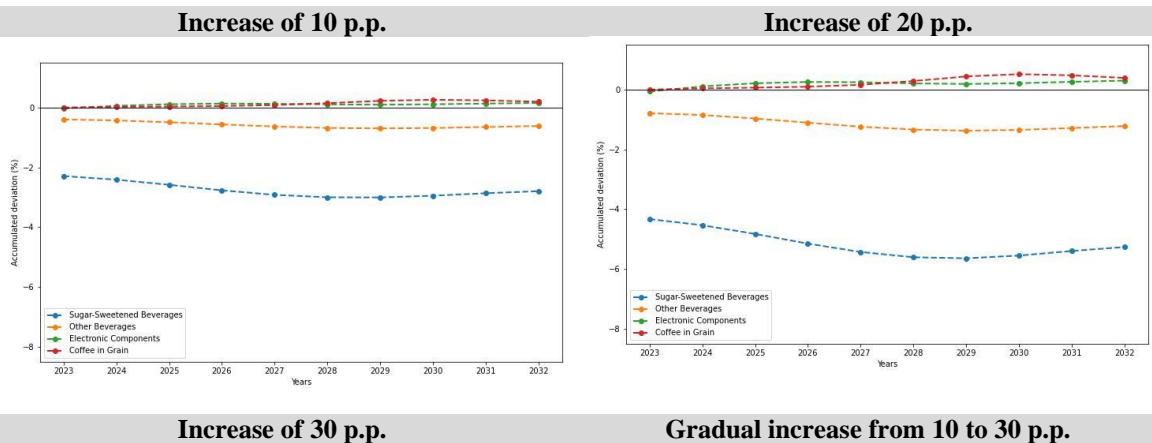 Increase of 10 p.p.
Increase of 20 p.p.
Accumulated deviation (%)
0
−2
−4
−6
−8
Sugar-Sweetened Beverages
Other Beverages
Electronic Components
Coffee in Grain
2023 2024 2025 2026 2027 2028 2029 2030 2031 2032
Years
Accumulated deviation (%)
0
−2
−4
−6
−8
Sugar-Sweetened Beverages
Other Beverages
Electronic Components
Coffee in Grain
2023 2024 2025 2026 2027 2028 2029 2030 2031 2032
Years
Increase of 30 p.p.
Gradual increase from 10 to 30 p.p.